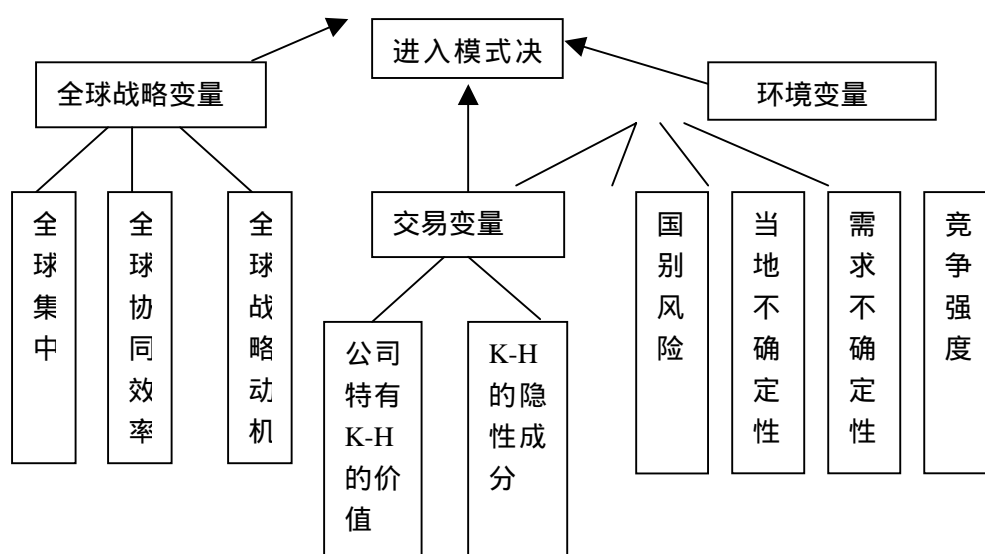 进入模式决
全球战略变量
环境变量
全球集中
全球协同效率
全球战略动机
交易变量
国别风险
当地不确定性
需求不确定性
竞争强度
公司
特有
K-H
的价
值
K-H
的隐
性成
分